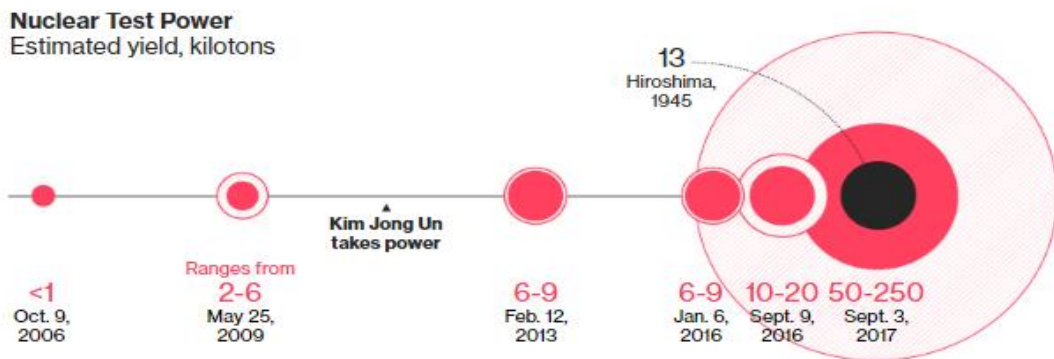 Nuclear Test Power
Estimated yield, kilotons
13
Hiroshima,
1945
Kim Jong Un
takes power
<1
Oct. 9,
2006
Ranges from
2-6
May 25,
2009
6-9
Feb. 12,
2013
6-9
Jan. 6,
2016
10-20
Sept. 9,
2016
50-250
Sept. 3,
2017